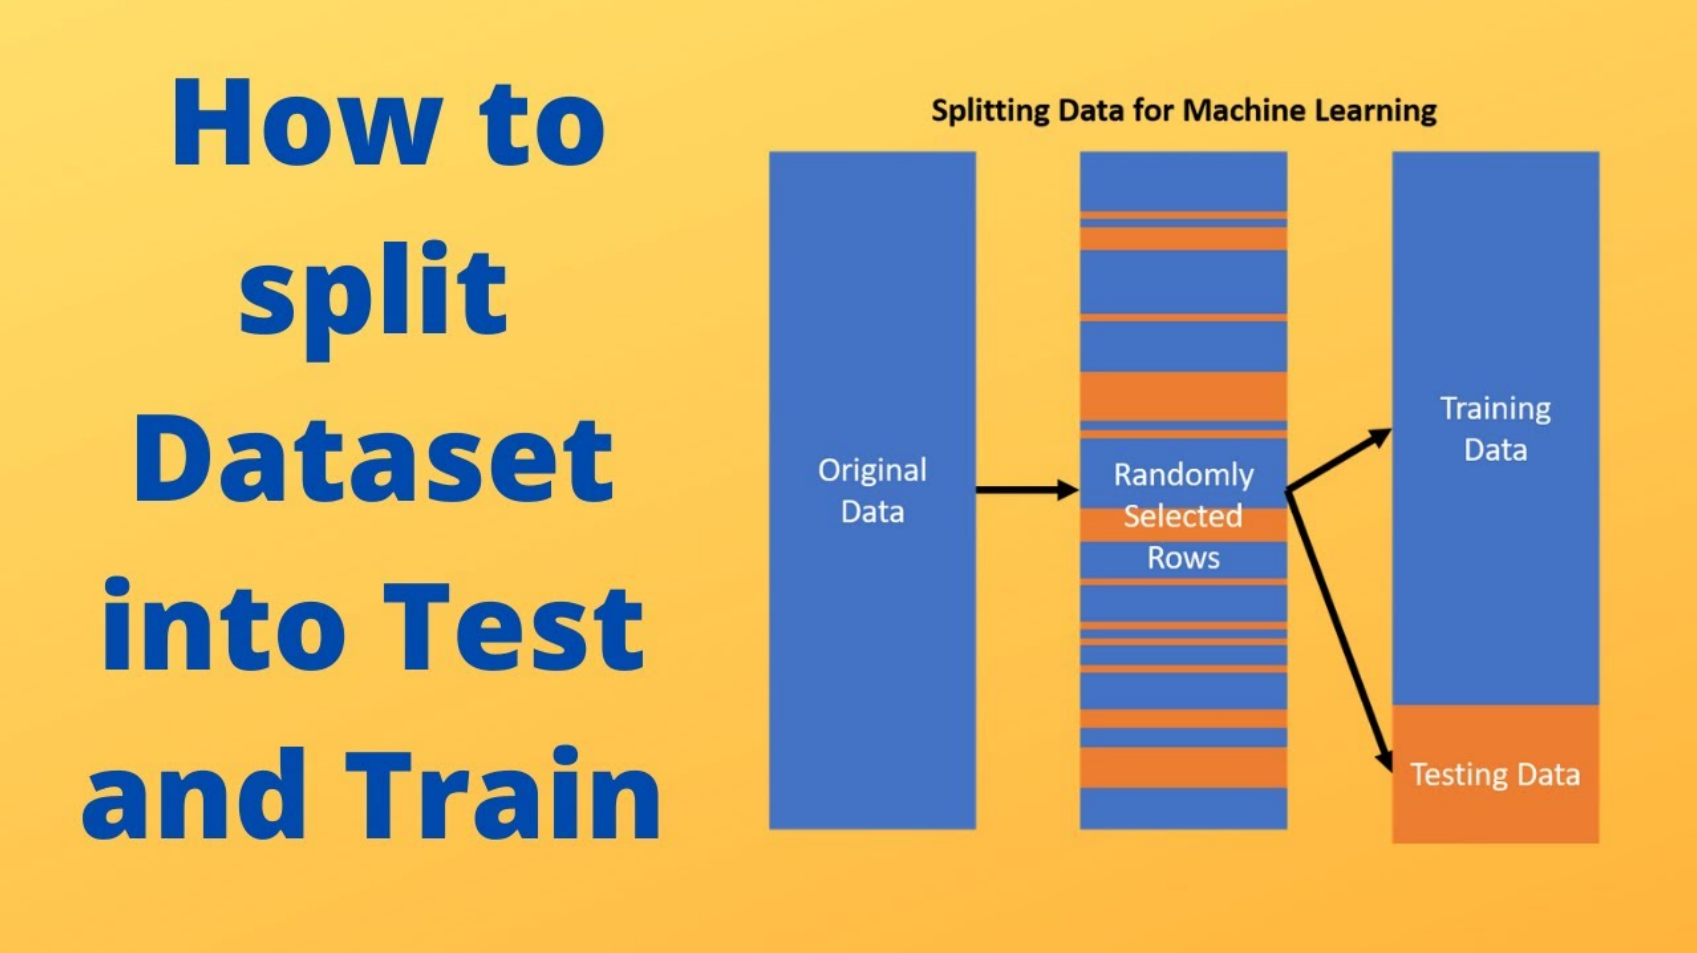 How to
split
Dataset
into Test
and Train
Splitting Data for Machine Learning
Original
Data
Randomly
Selected
Rows
Training
Data
Testing Data